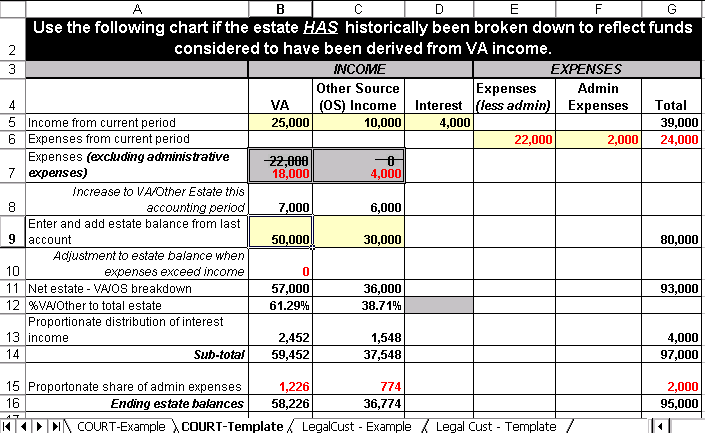 A B C D E F G
2 Use the following chart if the estate HAS historically been broken down to reflect funds
considered to have been derived from VA income.
3 INCOME EXPENSES
4 VA Other Source (OS) Income Interest Expenses (less admin) Admin Expenses Total
5 Income from current period 25,000 10,000 4,000 39,000
6 Expenses from current period 22,000 2,000 24,000
7 Expenses (excluding administrative expenses) 22,000 0
18,000 4,000
8 Increase to VA/Other Estate this accounting period 7,000 6,000
9 Enter and add estate balance from last account 50,000 30,000 80,000
10 Adjustment to estate balance when expenses exceed income 0
11 Net estate - VA/OS breakdown 57,000 36,000 93,000
12 %VA/Other to total estate 61.29% 38.71%
13 Proportionate distribution of interest income 2,452 1,548 4,000
14 Sub-total 59,452 37,548 97,000
15 Proportonate share of admin expenses 1,226 774 2,000
16 Ending estate balances 58,226 36,774 95,000
COURT-Example COURT-Template LegalCust - Example Legal Cust - Template